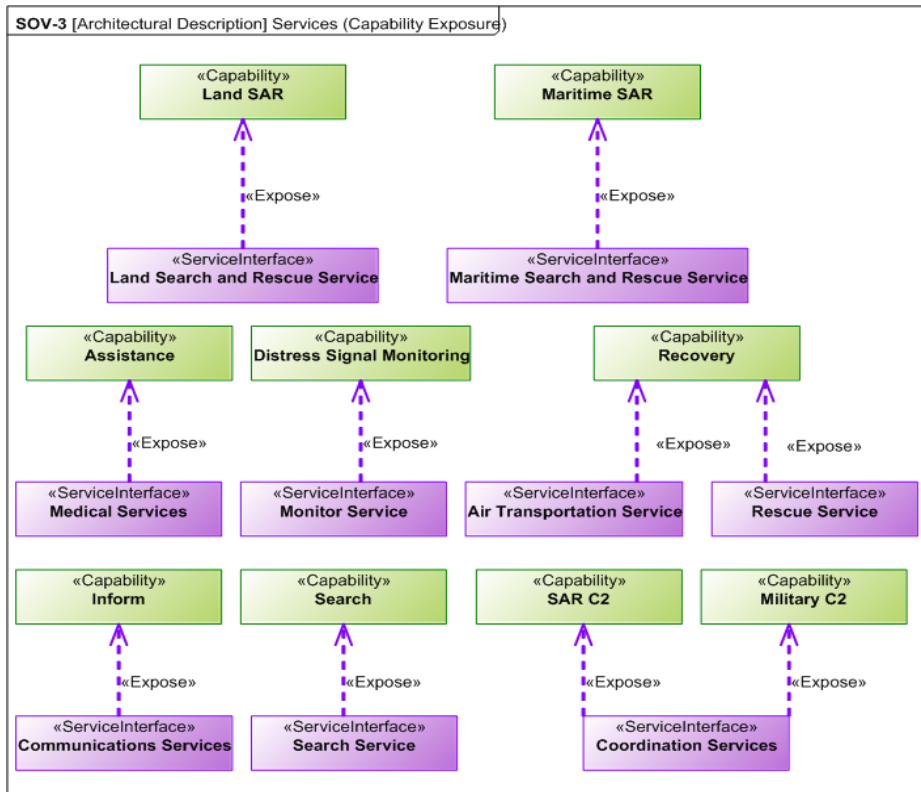 SOV-3 [Architectural Description] Services (Capability Exposure)
«Capability»
Land SAR
«Capability»
Maritime SAR
«Expose»
«Expose»
«ServiceInterface»
Land Search and Rescue Service
«ServiceInterface»
Maritime Search and Rescue Service
«Capability»
Assistance
«Capability»
Distress Signal Monitoring
«Capability»
Recovery
«Expose»
«Expose»
«Expose»
«Expose»
«ServiceInterface»
Medical Services
«ServiceInterface»
Monitor Service
«ServiceInterface»
Air Transportation Service
«ServiceInterface»
Rescue Service
«Capability»
Inform
«Capability»
Search
«Capability»
SAR C2
«Capability»
Military C2
«Expose»
«Expose»
«Expose»
«Expose»
«ServiceInterface»
Communications Services
«ServiceInterface»
Search Service
«ServiceInterface»
Coordination Services